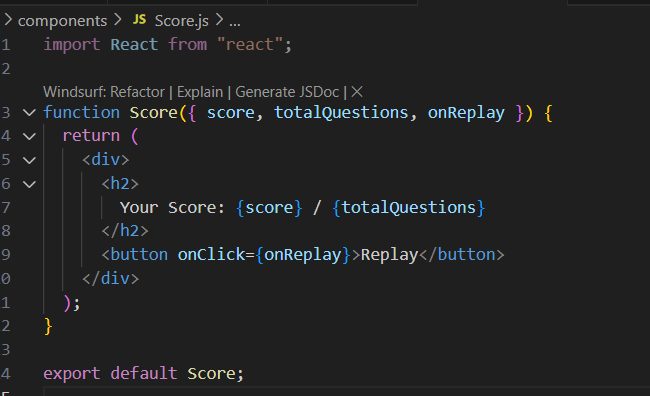 components > JS Score.js > ...
1 import React from "react";
2
Windsurf: Refactor | Explain | Generate JSDoc | ×
3 function Score({ score, totalQuestions, onReplay }) {
4 return (
5 <div>
6 <h2>
7 Your Score: {score} / {totalQuestions}
8 </h2>
9 <button onClick={onReplay}>Replay</button>
0 </div>
1 );
2 }
3
4 export default Score;